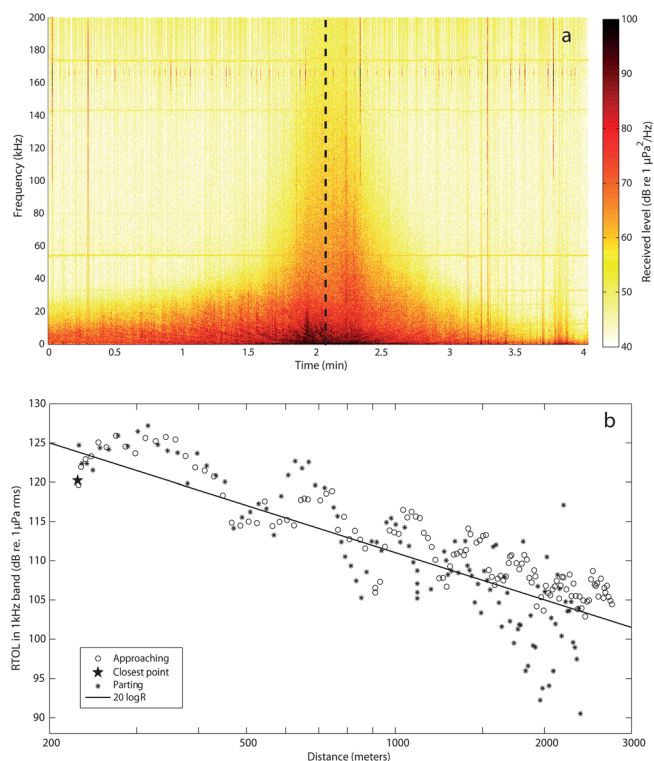 a
200
180
160
140
120
100
80
60
40
20
0
Frequency (kHz)
0 0.5 1 1.5 2 2.5 3 3.5 4
Time (min)
100
90
80
70
60
50
40
Received level (dB re 1 µPa²/Hz)
b
130
125
120
115
110
105
100
95
90
RTOL in 1kHz band (dB re. 1 µPa rms)
Approaching
Closest point
Parting
20 logR
200 500 1000 2000 3000
Distance (meters)